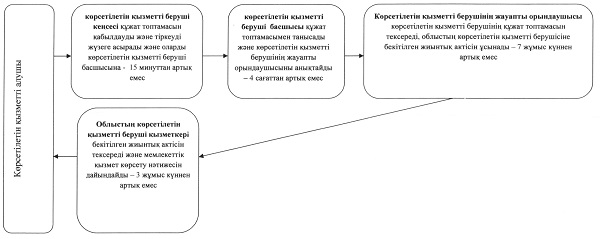 Көрсетілетін қызметті алушы
көрсетілетін қызметті беруші
кеңсесі құжат топтамасын
қабылдауды және тіркеуді
жүзеге асырады және оларды
көрсетілетін қызметті беруші
басшысына - 15 минуттан артық
емес
көрсетілетін қызметті
беруші басшысы құжат
топтамасымен танысады
және көрсетілетін қызметті
берушінің жауапты
орындаушысыны анықтайды
– 4 сағаттан артық емес
Көрсетілетін қызметті берушінің жауапты орындаушысы
көрсетілетін қызметті берушінің құжат топтамасын
тексереді, облыстың көрсетілетін қызметті берушісіне
бекітілген жиынтық актісін ұсынады – 7 жұмыс күннен
артық емес
Облыстың көрсетілетін
қызметті беруші қызметкері
бекітілген жиынтық актісін
тексереді және мемлекеттік
қызмет көрсету нәтижесін
дайындайды – 3 жұмыс күннен
артық емес